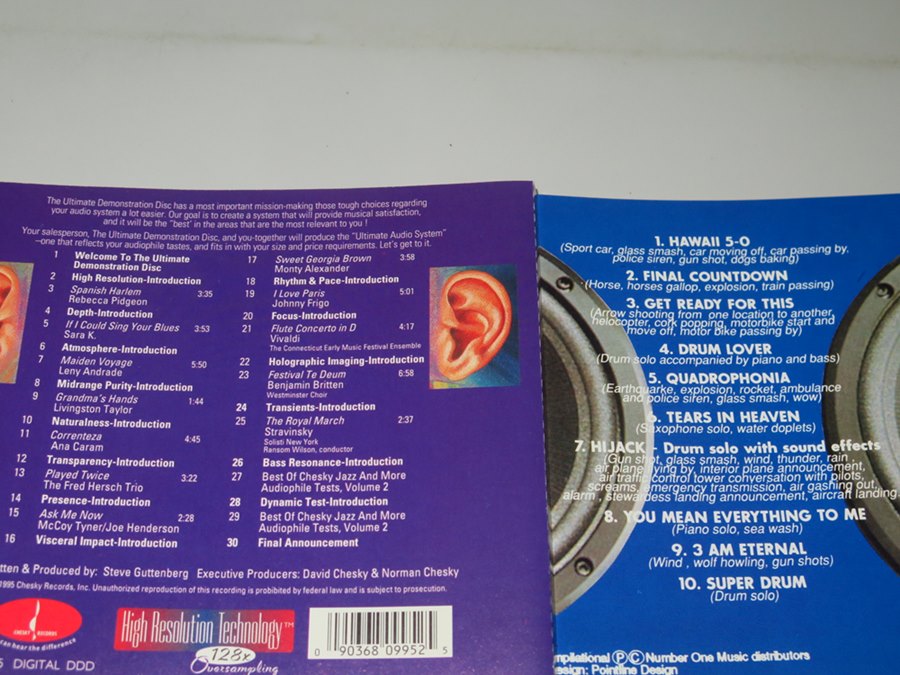 The Ultimate Demonstration Disc has a most important mission-making those tough choices regarding
your audio system a lot easier. Our goal is to create a system that will provide musical satisfaction,
and it will be the "best' in the areas that are the most relevant to you !
Your salesperson, The Ultimate Demonstration Disc, and you-together will produce the "Ultimate Audio System"
–one that reflects your audiophile tastes, and fits in with your size and price requirements. Let's get to it.
1 Welcome To The Ultimate
Demonstration Disc
2 High Resolution-Introduction
3 Spanish Harlem 3:35
Rebecca Pidgeon
4 Depth-Introduction
5 If I Could Sing Your Blues 3:53
Sara K.
6 Atmosphere-Introduction
7 Maiden Voyage 5:50
Leny Andrade
8 Midrange Purity-Introduction
9 Grandma's Hands 1:44
Livingston Taylor
10 Naturalness-Introduction
11 Correnteza 4:45
Ana Caram
12 Transparency-Introduction
13 Played Twice 3:22
The Fred Hersch Trio
14 Presence-Introduction
15 Ask Me Now 2:28
McCoy Tyner/Joe Henderson
16 Visceral Impact-Introduction
17 Sweet Georgia Brown 3:58
Monty Alexander
18 Rhythm & Pace-Introduction
19 I Love Paris 5:01
Johnny Frigo
20 Focus-Introduction
21 Flute Concerto in D 4:17
Vivaldi
The Connecticut Early Music Festival Ensemble
22 Holographic Imaging-Introduction
23 Festival Te Deum 6:58
Benjamin Britten
Westminster Choir
24 Transients-Introduction
25 The Royal March 2:37
Stravinsky
Solisti New York
Ransom Wilson, conductor
26 Bass Resonance-Introduction
27 Best Of Chesky Jazz And More
Audiophile Tests, Volume 2
28 Dynamic Test-Introduction
29 Best Of Chesky Jazz And More
Audiophile Tests, Volume 2
30 Final Announcement
& Produced by: Steve Guttenberg Executive Producers: David Chesky & Norman Chesky
1995 Chesky Records, Inc. Unauthorized reproduction of this recording is prohibited by federal law and is subject to prosecution.
CHESKY RECORDS
can hear the difference
DIGITAL DDD
High Resolution Technology™
128x
Oversampling
0 90368 09952 5
1. HAWAII 5-O
(Sport car, glass smash, car moving off, car passing by,
police siren, gun shot, dogs baking)
2. FINAL COUNTDOWN
(Horse, horses gallop, explosion, train passing)
3. GET READY FOR THIS
(Arrow shooting from one location to another,
helocopter, cork popping, motorbike start and
move off, motor bike passing by)
4. DRUM LOVER
(Drum solo accompanied by piano and bass)
5. QUADROPHONIA
(Earthquarke, explosion, rocket, ambulance
and police siren, glass smash, wow)
6. TEARS IN HEAVEN
(Saxophone solo, water doplets)
7. HIJACK - Drum solo with sound effects
(Gun shot, glass smash, wind, thunder, rain,
air plane flying by, interior plane announcement,
air traffic control tower conversation with pilots,
screams, emergency transmission, air gashing out,
alarm, stewardess landing announcement, aircraft landing.
8. YOU MEAN EVERYTHING TO ME
(Piano solo, sea wash)
9. 3 AM ETERNAL
(Wind, wolf howling, gun shots)
10. SUPER DRUM
(Drum solo)
Ⓟ Ⓒ Number One Music distributors
Pointline Design